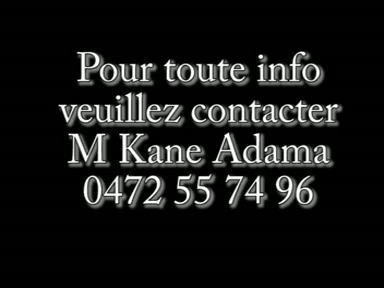 Pour toute info
veuillez contacter
M Kane Adama
0472 55 74 96